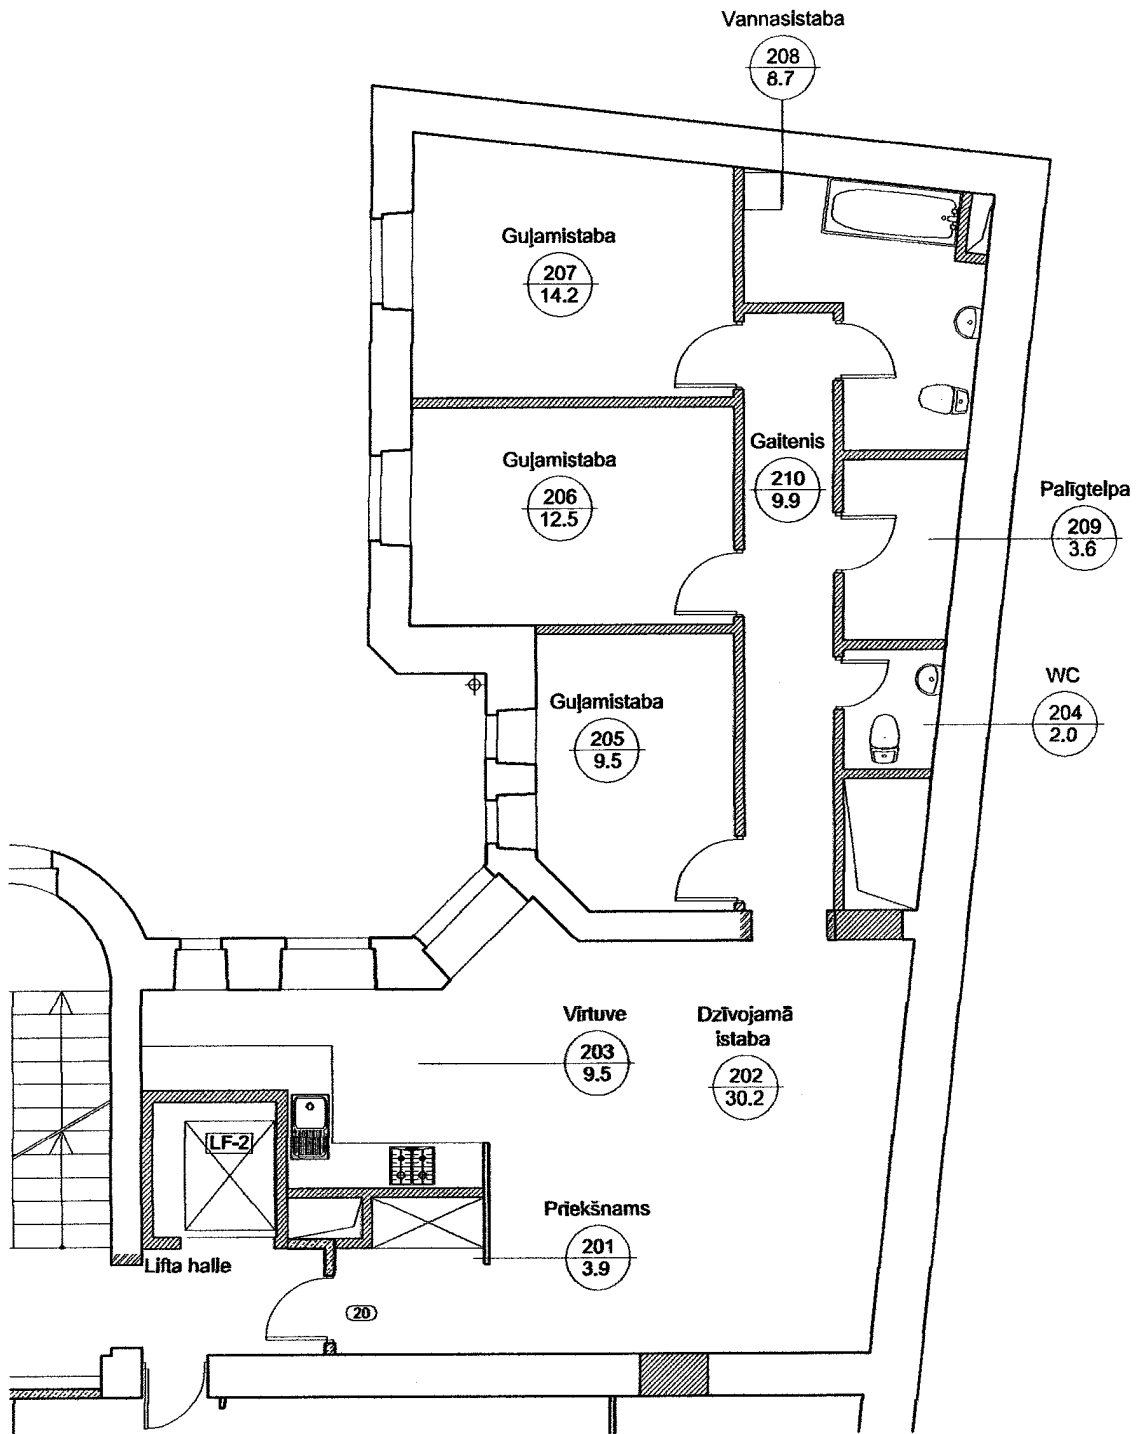 Vannasistaba
208
8.7
Guļamistaba
207
14.2
Guļamistaba
206
12.5
Gaitenis
210
9.9
Palīgtelpa
209
3.6
WC
204
2.0
Guļamistaba
205
9.5
Virtuve
203
9.5
Dzīvojamā
istaba
202
30.2
LF-2
Priekšnams
201
3.9
Lifta halle
20